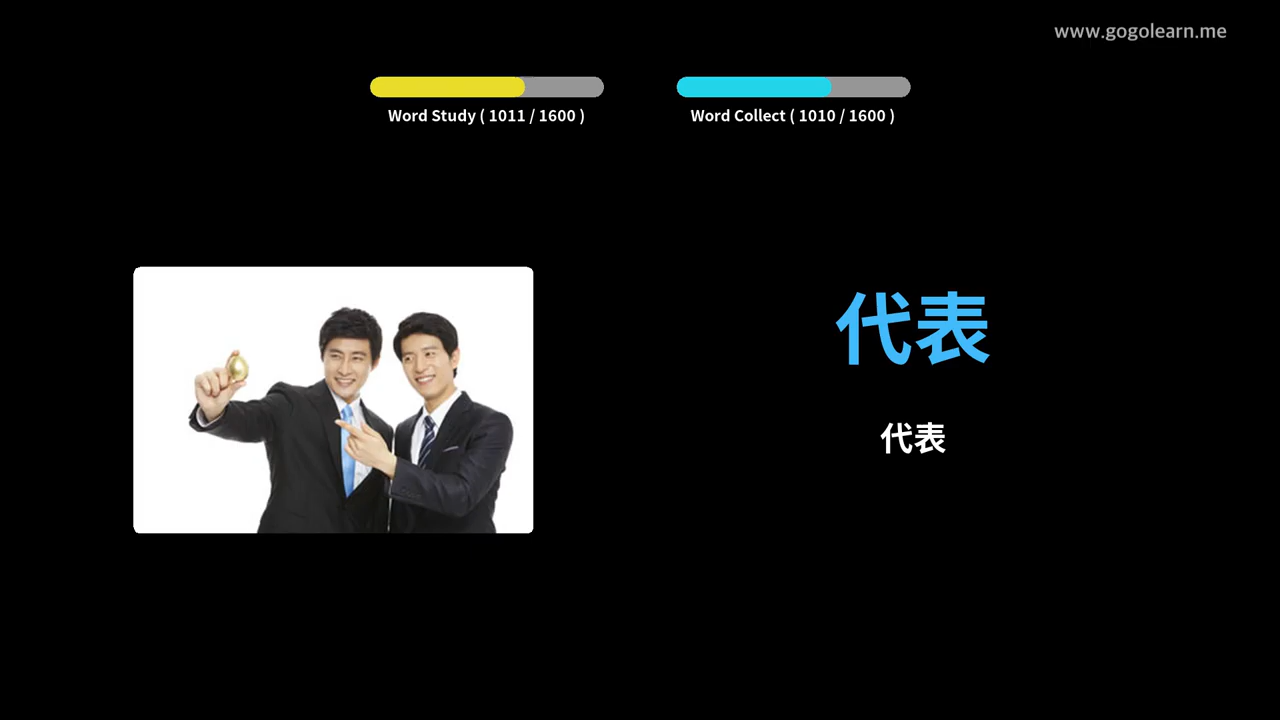 www.gogolearn.me
Word Study ( 1011 / 1600 )
Word Collect ( 1010 / 1600 )
代表
代表